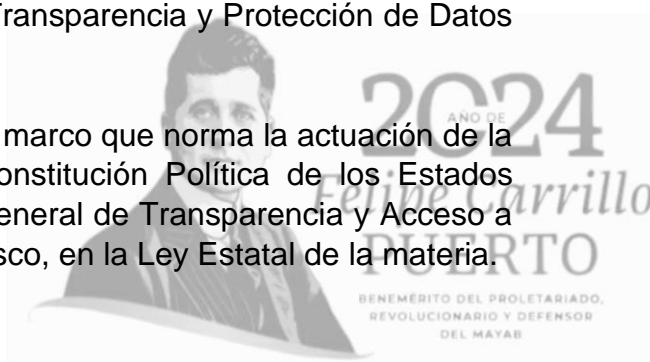 Transparencia y Protección de Datos
marco que norma la actuación de la
onstitución Política de los Estados
eneral de Transparencia y Acceso a
sco, en la Ley Estatal de la materia.
AÑO DE
2024
Felipe Carrillo
PUERTO
BENEMÉRITO DEL PROLETARIADO,
REVOLUCIONARIO Y DEFENSOR
DEL MAYAB